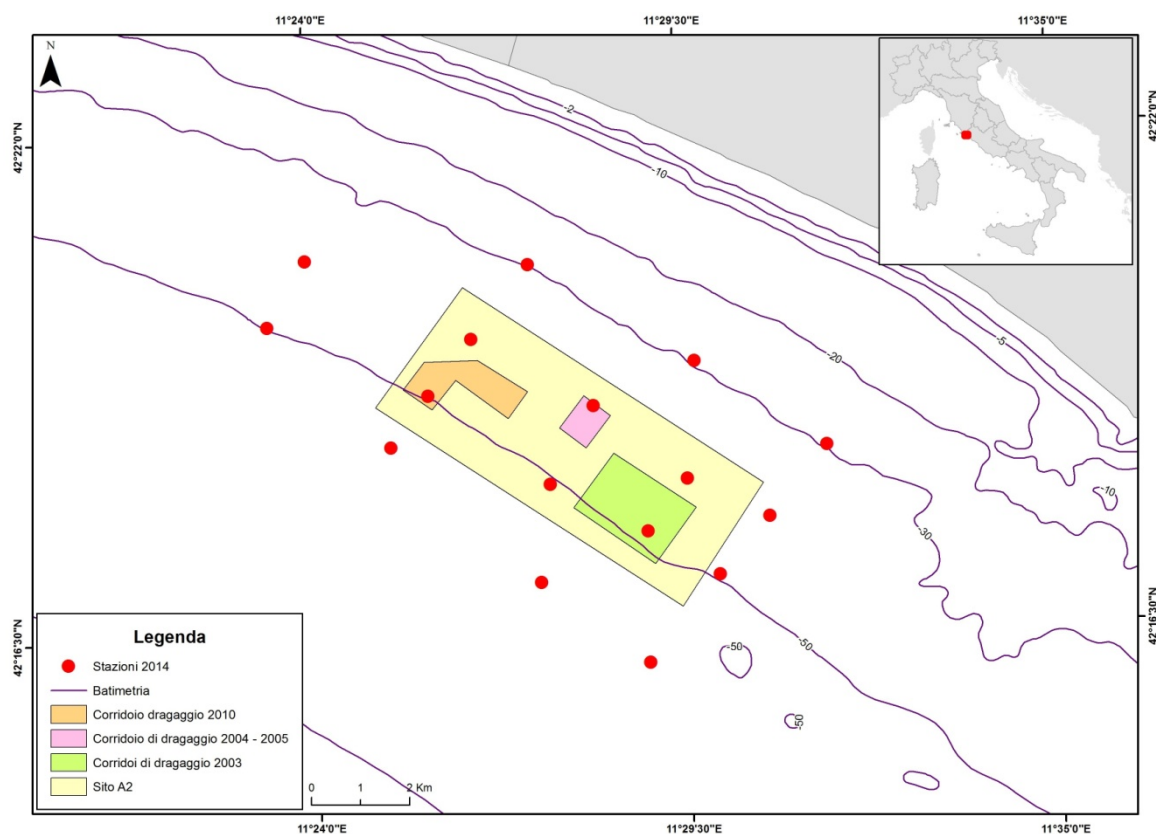 11°24'0"E
11°29'30"E
11°35'0"E
N
42°22'0"N
42°22'0"N
-2
-10
-5
-20
-10
-30
-50
-50
-50
42°16'30"N
42°16'30"N
Legenda
Stazioni 2014
Batimetria
Corridoio dragaggio 2010
Corridoio di dragaggio 2004 - 2005
Corridoi di dragaggio 2003
Sito A2
0 1 2 Km
11°24'0"E
11°29'30"E
11°35'0"E